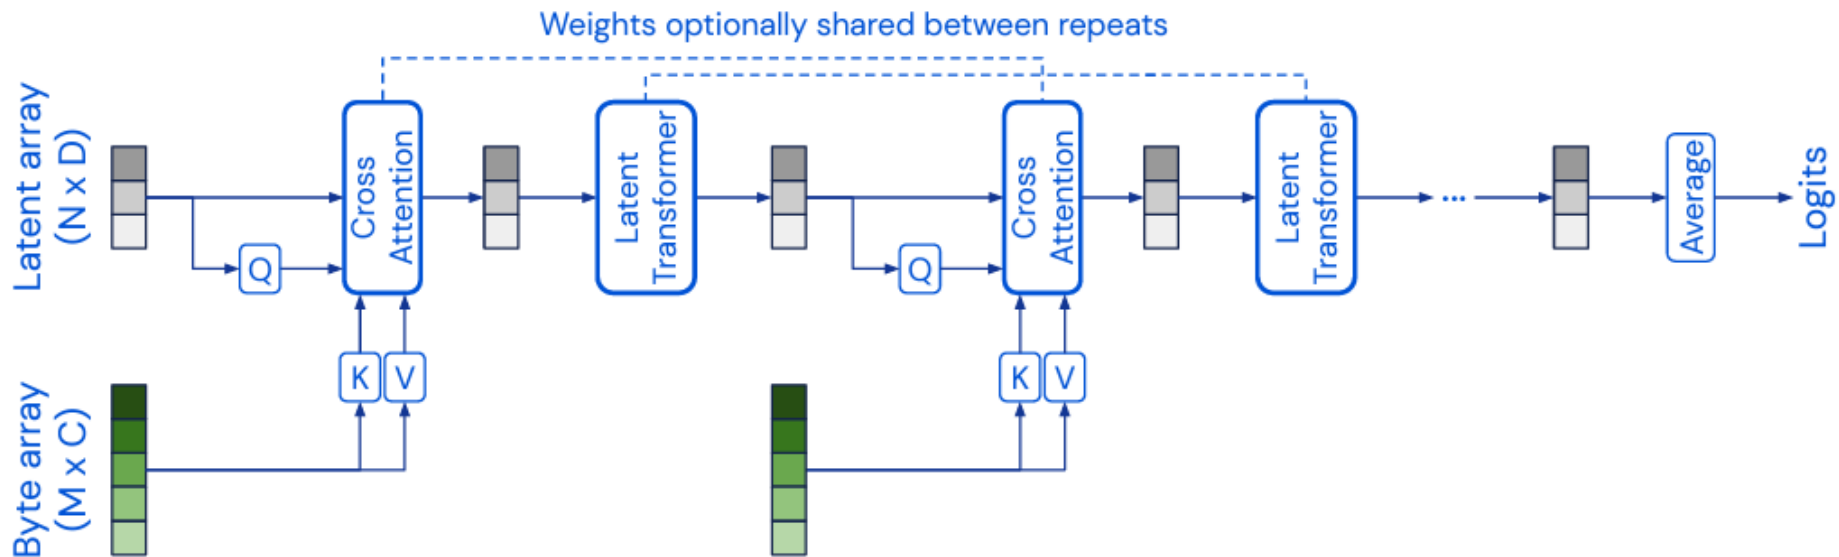 Weights optionally shared between repeats
Latent array
(N x D)
Q
Cross
Attention
Latent
Transformer
Q
Cross
Attention
Latent
Transformer
...
Average
Logits
Byte array
(M x C)
K
V
K
V